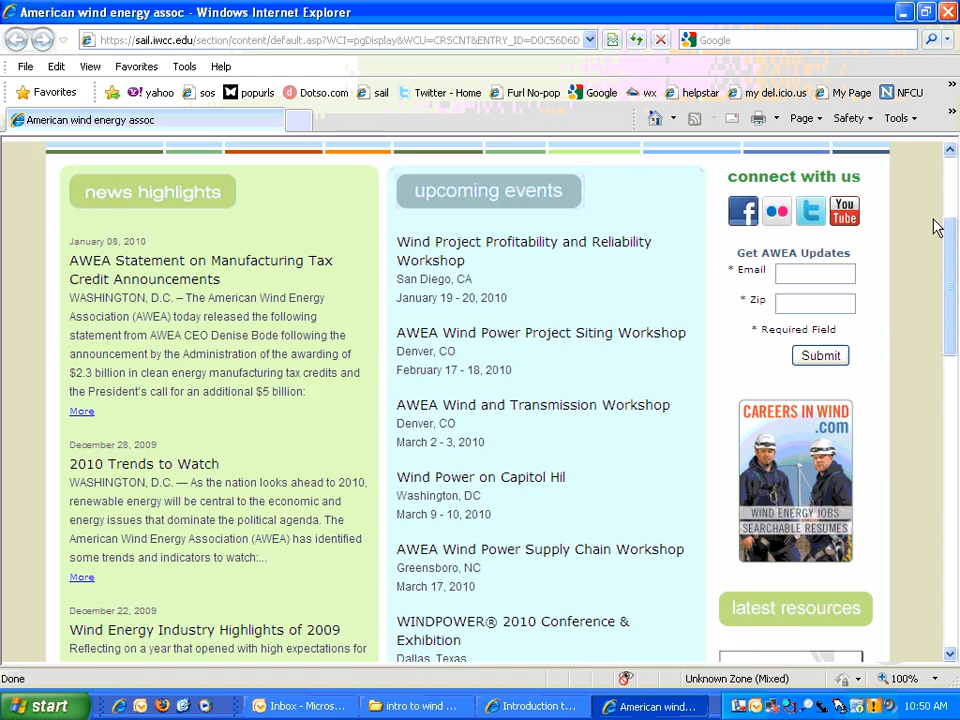 American wind energy assoc - Windows Internet Explorer
https://sail.iwcc.edu/section/content/default.asp?WCI=pgDisplay&WCU=CRSCNT&ENTRY_ID=D0C56D6D
Google
File Edit View Favorites Tools Help
Favorites yahoo sos popurls Dotso.com sail Twitter - Home Furl No-pop Google wx helpstar my del.icio.us My Page NFCU
American wind energy assoc
Page Safety Tools
news highlights
January 08, 2010
AWEA Statement on Manufacturing Tax
Credit Announcements
WASHINGTON, D.C. – The American Wind Energy
Association (AWEA) today released the following
statement from AWEA CEO Denise Bode following the
announcement by the Administration of the awarding of
$2.3 billion in clean energy manufacturing tax credits and
the President's call for an additional $5 billion:
More
December 28, 2009
2010 Trends to Watch
WASHINGTON, D.C. — As the nation looks ahead to 2010,
renewable energy will be central to the economic and
energy issues that dominate the political agenda. The
American Wind Energy Association (AWEA) has identified
some trends and indicators to watch:...
More
December 22, 2009
Wind Energy Industry Highlights of 2009
Reflecting on a year that opened with high expectations for
upcoming events
Wind Project Profitability and Reliability
Workshop
San Diego, CA
January 19 - 20, 2010
AWEA Wind Power Project Siting Workshop
Denver, CO
February 17 - 18, 2010
AWEA Wind and Transmission Workshop
Denver, CO
March 2 - 3, 2010
Wind Power on Capitol Hil
Washington, DC
March 9 - 10, 2010
AWEA Wind Power Supply Chain Workshop
Greensboro, NC
March 17, 2010
WINDPOWER® 2010 Conference &
Exhibition
Dallas, Texas
connect with us
You
Tube
Get AWEA Updates
* Email
* Zip
* Required Field
Submit
CAREERS IN WIND
.com
WIND ENERGY JOBS
SEARCHABLE RESUMES
latest resources
Done
Unknown Zone (Mixed)
100%
start
Inbox - Micros...
intro to wind ...
Introduction t...
American win...
10:50 AM